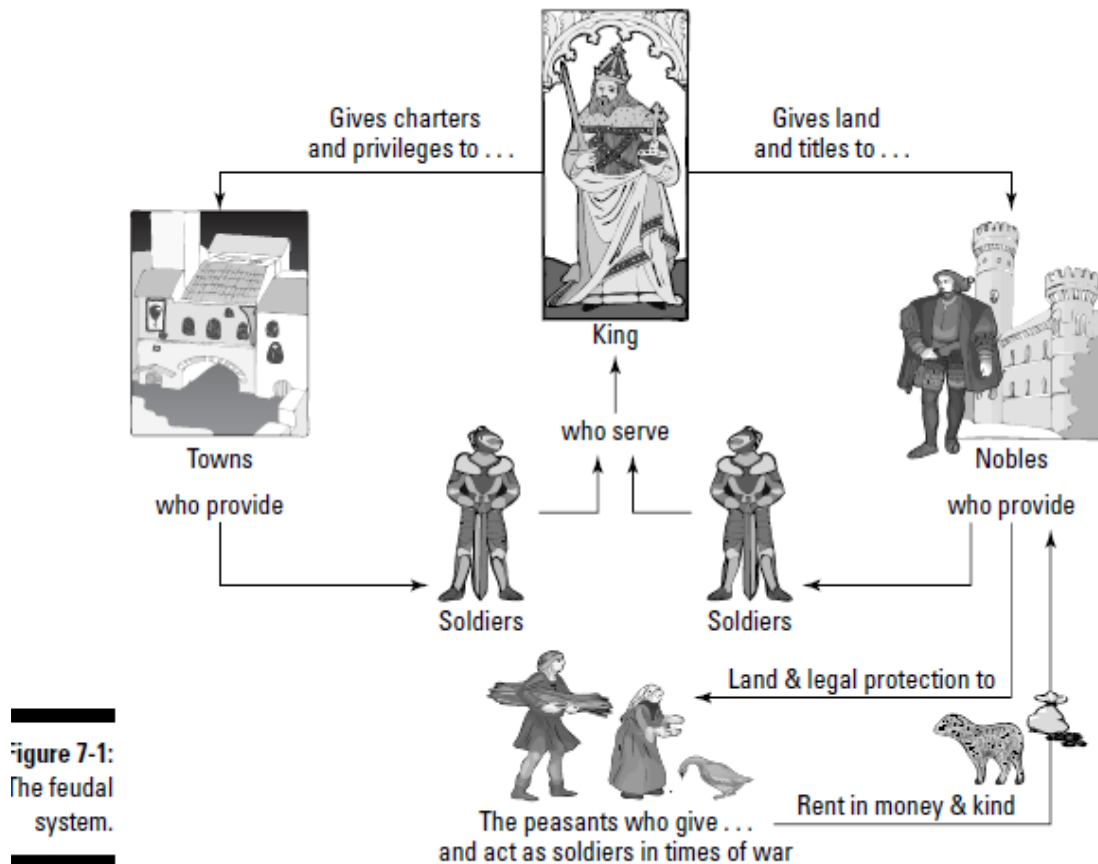 Gives charters
and privileges to . . .
Gives land
and titles to . . .
King
who serve
Towns
who provide
Nobles
who provide
Soldiers
Soldiers
Land & legal protection to
Rent in money & kind
The peasants who give . . .
and act as soldiers in times of war
Figure 7-1:
The feudal
system.